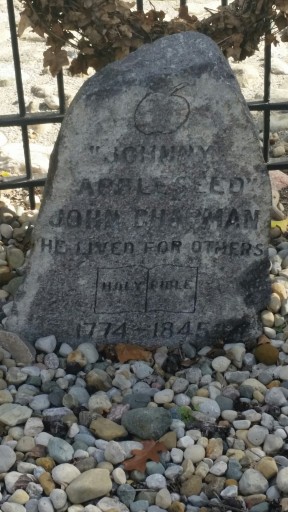 "JOHNNY
APPLESEED"
JOHN CHAPMAN
HE LIVED FOR OTHERS
HOLY BIBLE
1774-1845